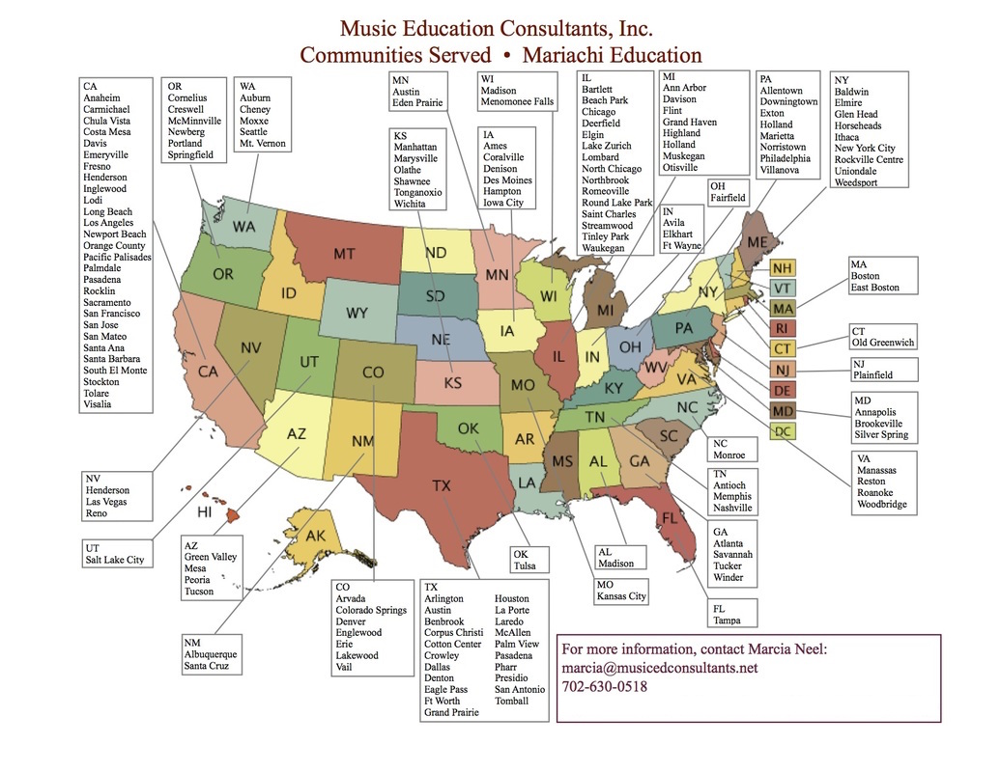 Music Education Consultants, Inc.
Communities Served • Mariachi Education
CA
Anaheim
Carmichael
Chula Vista
Costa Mesa
Davis
Emeryville
Fresno
Henderson
Inglewood
Lodi
Long Beach
Los Angeles
Newport Beach
Orange County
Pacific Palisades
Palmdale
Pasadena
Rocklin
Sacramento
San Francisco
San Jose
San Mateo
Santa Ana
Santa Barbara
South El Monte
Stockton
Tolare
Visalia
OR
Cornelius
Creswell
McMinnville
Newberg
Portland
Springfield
WA
Auburn
Cheney
Moxxe
Seattle
Mt. Vernon
MN
Austin
Eden Prairie
KS
Manhattan
Marysville
Olathe
Shawnee
Tonganoxio
Wichita
WI
Madison
Menomonee Falls
IA
Ames
Coralville
Denison
Des Moines
Hampton
Iowa City
IL
Bartlett
Beach Park
Chicago
Deerfield
Elgin
Lake Zurich
Lombard
North Chicago
Northbrook
Romeoville
Round Lake Park
Saint Charles
Streamwood
Tinley Park
Waukegan
MI
Ann Arbor
Davison
Flint
Grand Haven
Highland
Holland
Muskegan
Otisville
IN
Avila
Elkhart
Ft Wayne
OH
Fairfield
PA
Allentown
Downingtown
Exton
Holland
Marietta
Norristown
Philadelphia
Villanova
NY
Baldwin
Elmire
Glen Head
Horseheads
Ithaca
New York City
Rockville Centre
Uniondale
Weedsport
WA
OR
ID
MT
WY
NV
UT
CO
CA
AZ
NM
ND
SD
NE
KS
OK
TX
MN
IA
MO
AR
LA
WI
IL
MI
IN
OH
KY
TN
MS
AL
GA
FL
SC
NC
VA
WV
PA
NY
ME
HI
AK
NH
VT
MA
RI
CT
NJ
DE
MD
DC
MA
Boston
East Boston
CT
Old Greenwich
NJ
Plainfield
MD
Annapolis
Brookeville
Silver Spring
VA
Manassas
Reston
Roanoke
Woodbridge
NC
Monroe
TN
Antioch
Memphis
Nashville
GA
Atlanta
Savannah
Tucker
Winder
FL
Tampa
AL
Madison
MO
Kansas City
OK
Tulsa
NV
Henderson
Las Vegas
Reno
UT
Salt Lake City
AZ
Green Valley
Mesa
Peoria
Tucson
NM
Albuquerque
Santa Cruz
CO
Arvada
Colorado Springs
Denver
Englewood
Erie
Lakewood
Vail
TX
Arlington
Austin
Benbrook
Corpus Christi
Cotton Center
Crowley
Dallas
Denton
Eagle Pass
Ft Worth
Grand Prairie
Houston
La Porte
Laredo
McAllen
Palm View
Pasadena
Pharr
Presidio
San Antonio
Tomball
For more information, contact Marcia Neel:
marcia@musicedconsultants.net
702-630-0518